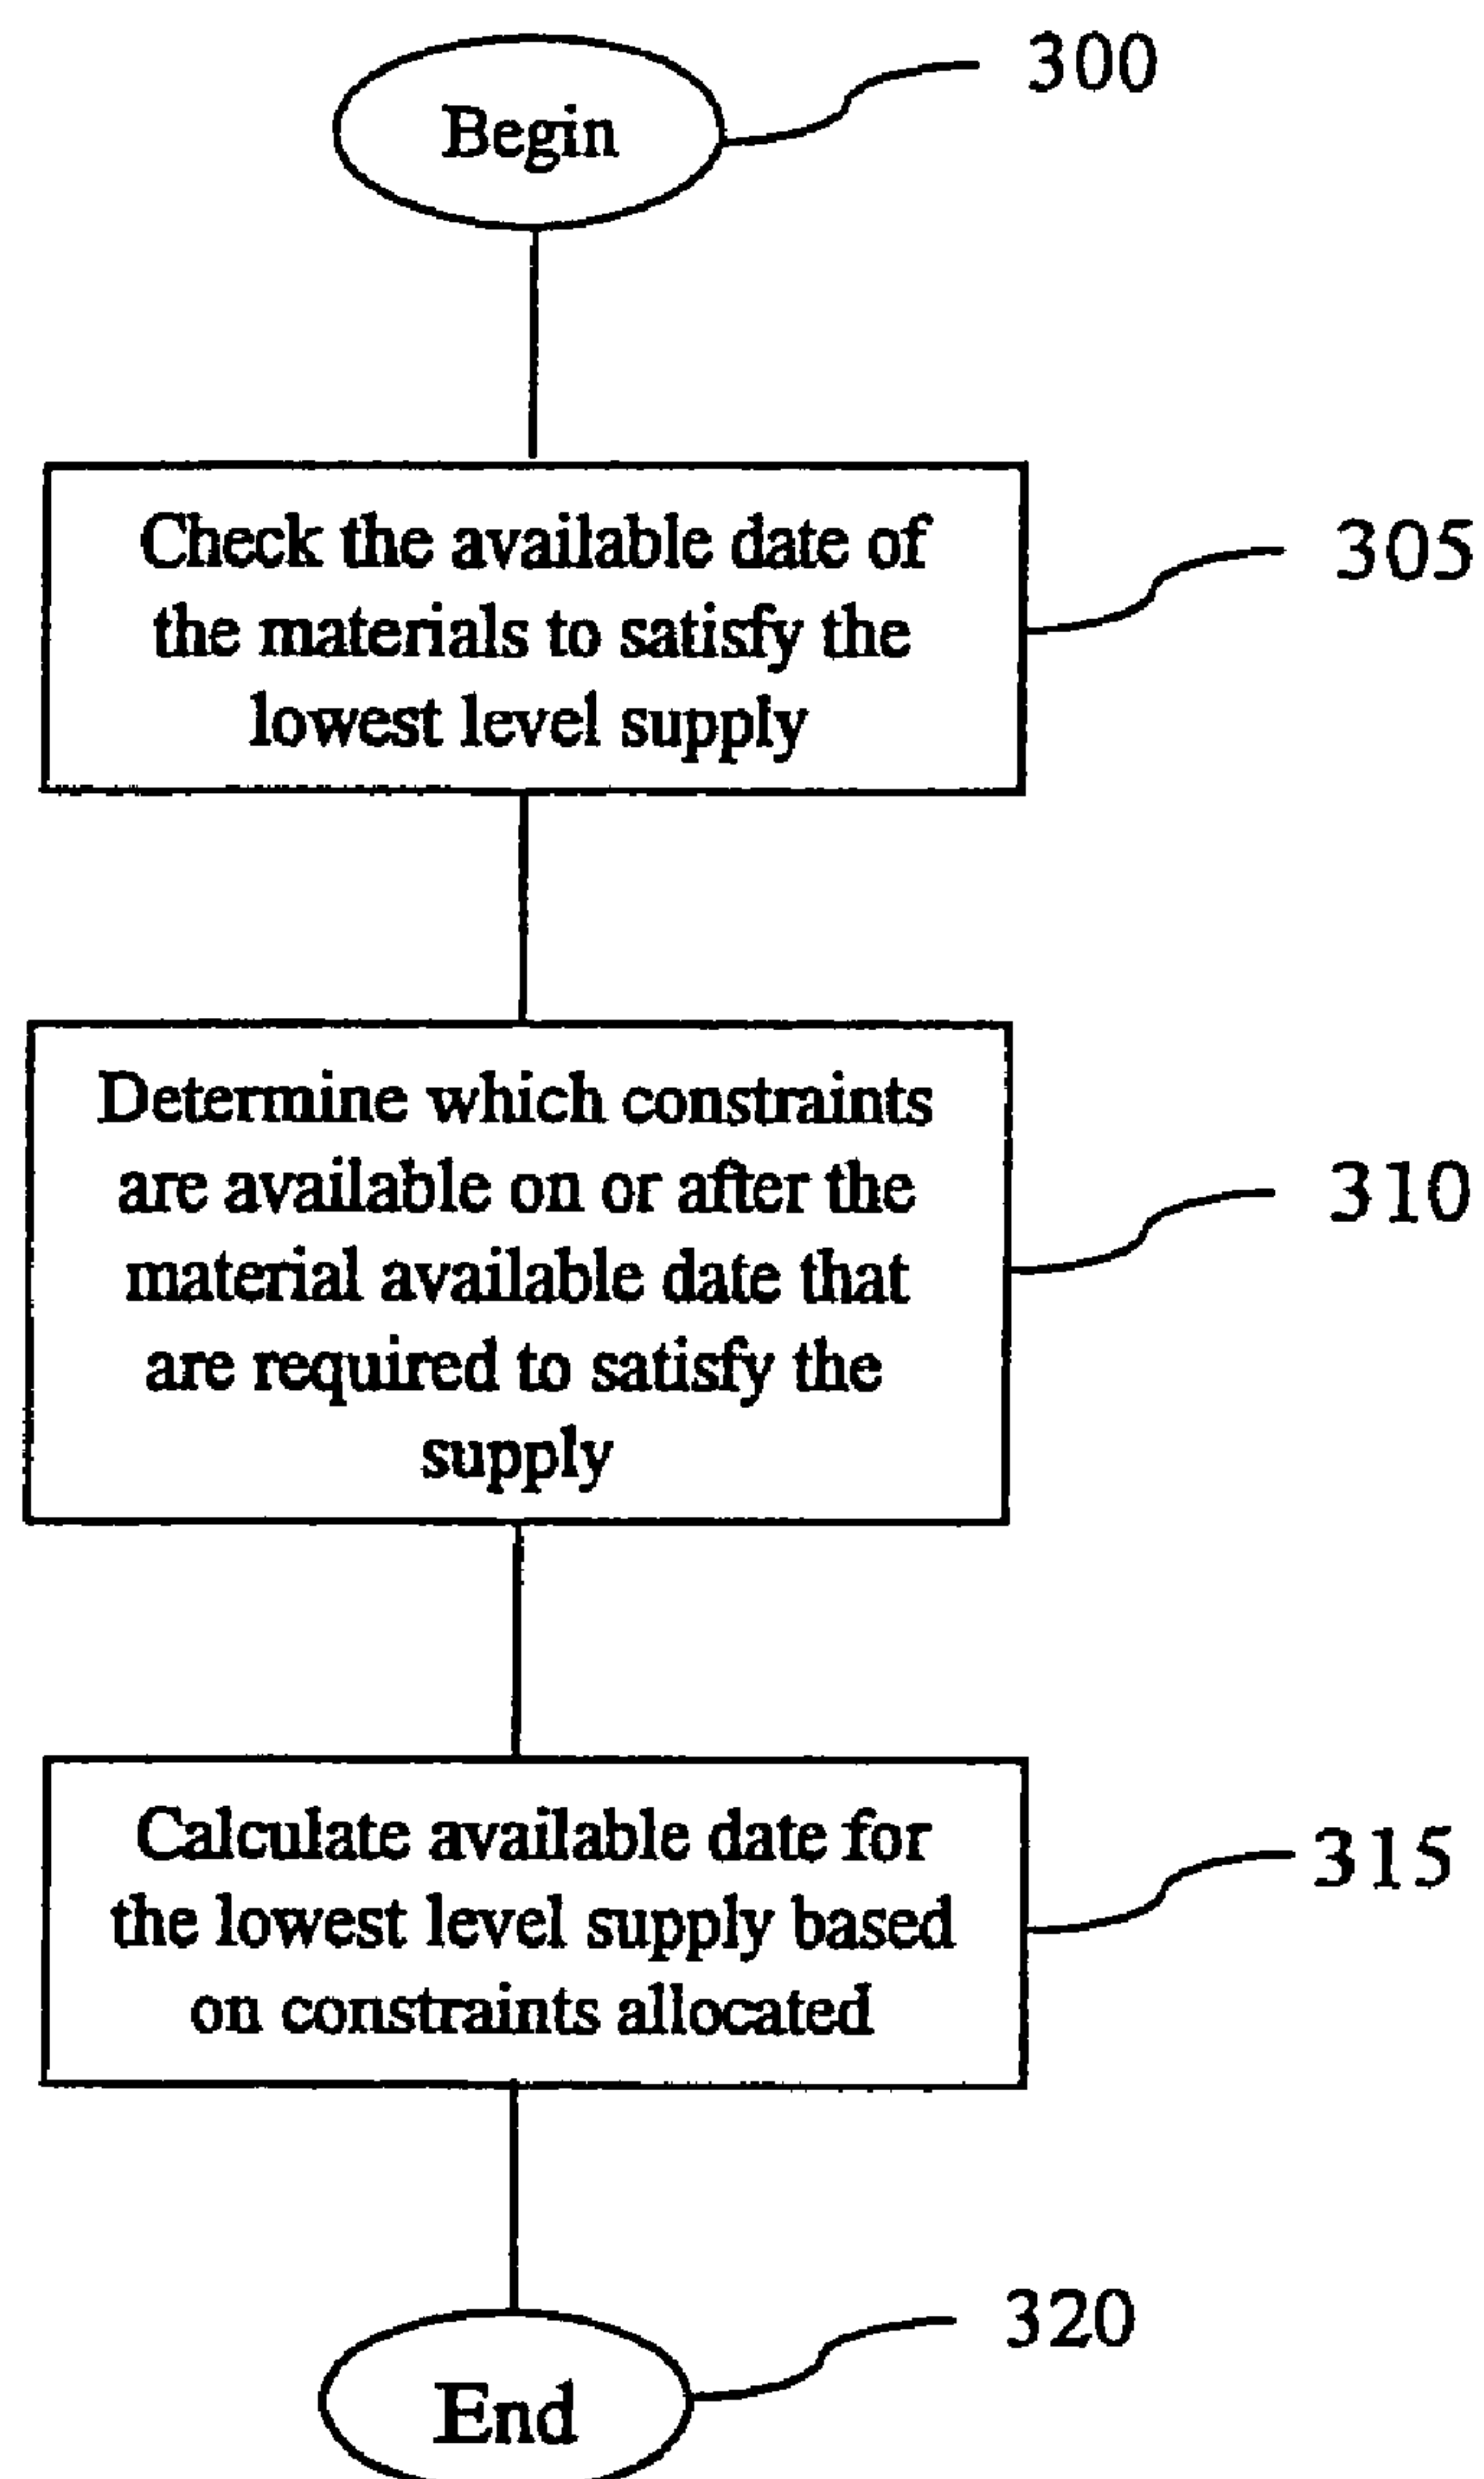 300
Begin
Check the available date of
the materials to satisfy the
lowest level supply
305
Determine which constraints
are available on or after the
material available date that
are required to satisfy the
supply
310
Calculate available date for
the lowest level supply based
on constraints allocated
315
320
End